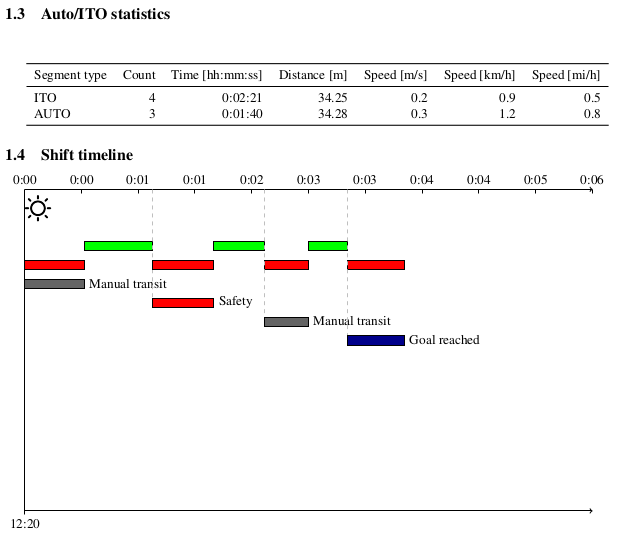 1.3 Auto/ITO statistics
Segment type Count Time [hh:mm:ss] Distance [m] Speed [m/s] Speed [km/h] Speed [mi/h]
ITO 4 0:02:21 34.25 0.2 0.9 0.5
AUTO 3 0:01:40 34.28 0.3 1.2 0.8
1.4 Shift timeline
0:00 0:00 0:01 0:01 0:02 0:03 0:03 0:04 0:04 0:05 0:06
Manual transit
Safety
Manual transit
Goal reached
12:20